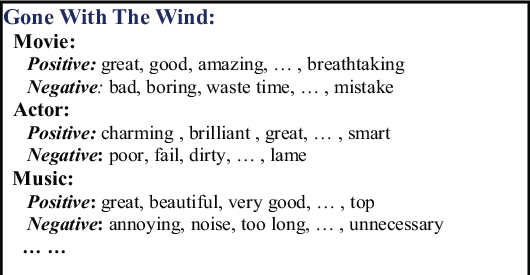 Gone With The Wind:
Movie:
Positive: great, good, amazing, … , breathtaking
Negative: bad, boring, waste time, … , mistake
Actor:
Positive: charming , brilliant , great, … , smart
Negative: poor, fail, dirty, … , lame
Music:
Positive: great, beautiful, very good, … , top
Negative: annoying, noise, too long, … , unnecessary
… …